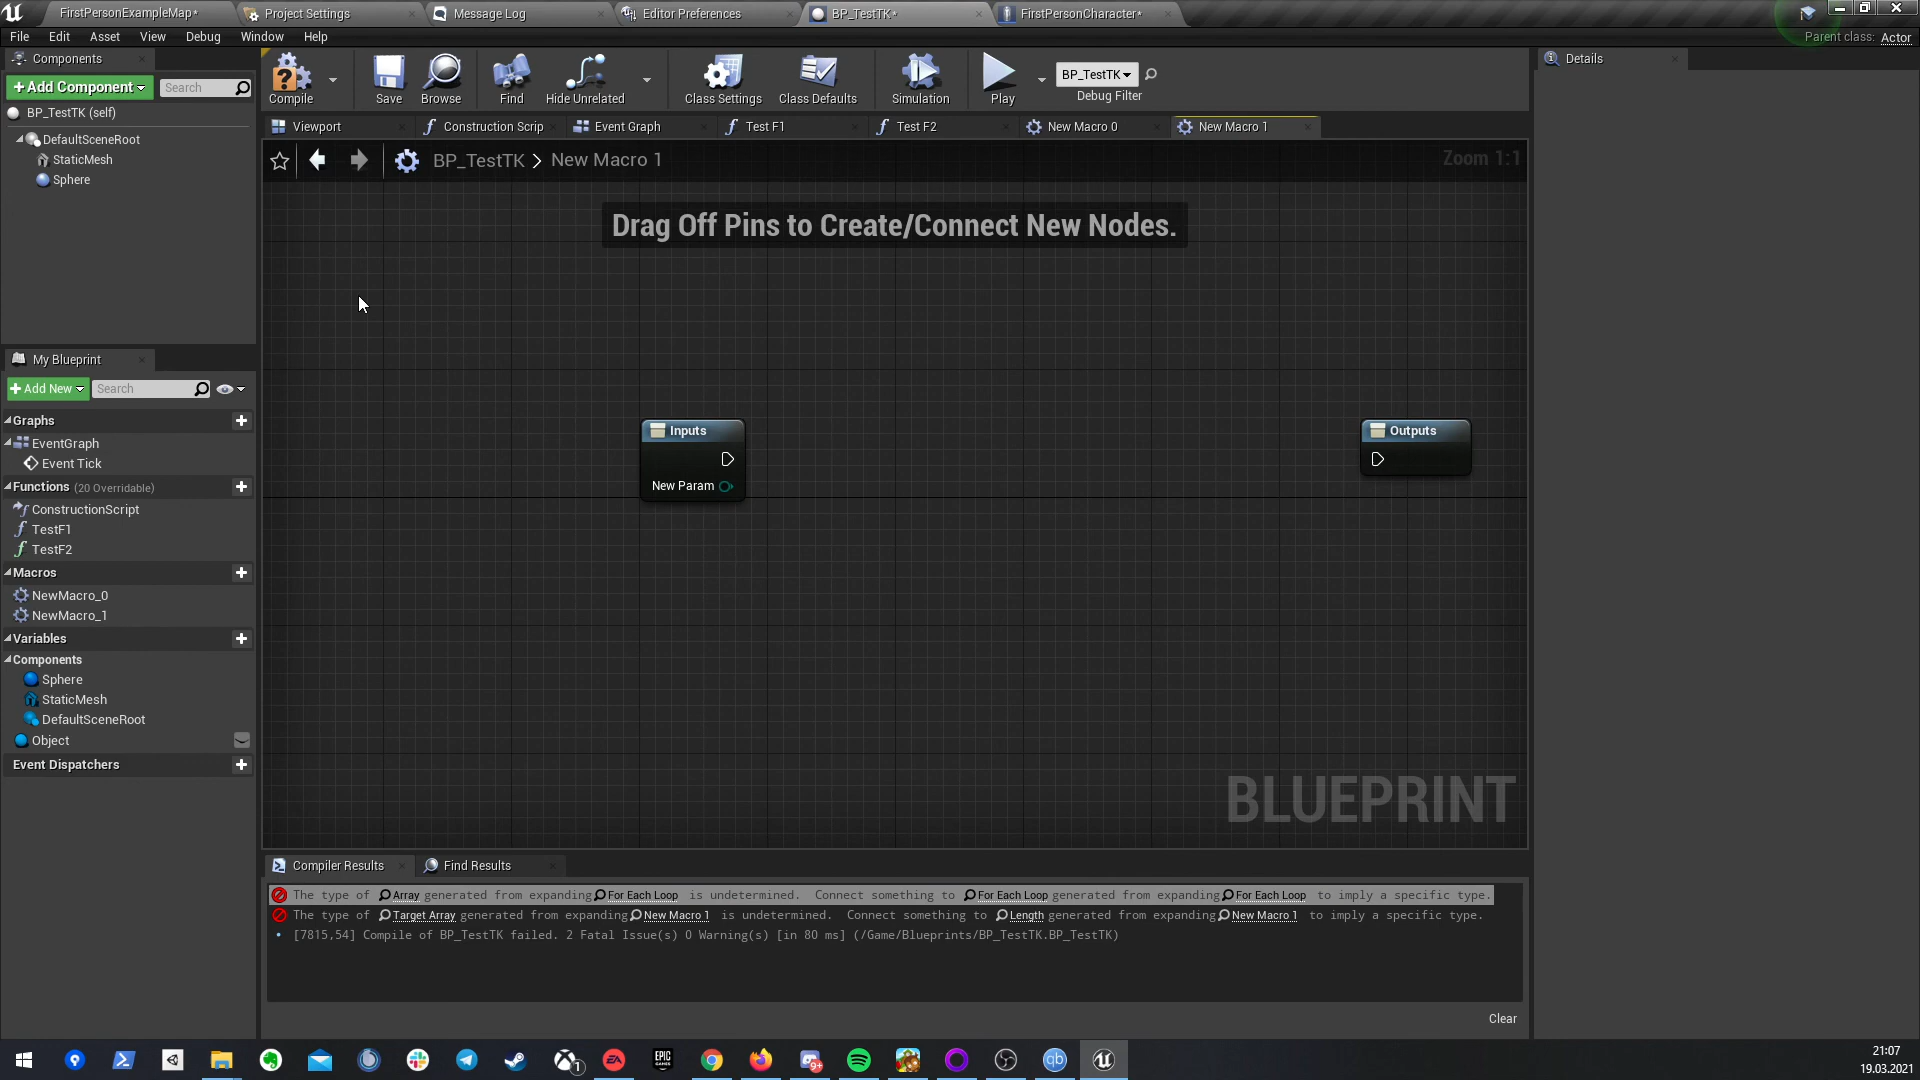 FirstPersonExampleMap*
Project Settings
Message Log
Editor Preferences
BP_TestTK*
FirstPersonCharacter*
File Edit Asset View Debug Window Help
Parent class: Actor
Components
+Add Component
Search
BP_TestTK (self)
DefaultSceneRoot
StaticMesh
Sphere
Compile
Save
Browse
Find
Hide Unrelated
Class Settings
Class Defaults
Simulation
Play
BP_TestTK
Debug Filter
Details
Viewport
Construction Scrip
Event Graph
Test F1
Test F2
New Macro 0
New Macro 1
BP_TestTK > New Macro 1
Zoom 1:1
Drag Off Pins to Create/Connect New Nodes.
Inputs
New Param
Outputs
BLUEPRINT
My Blueprint
+Add New
Search
Graphs
EventGraph
Event Tick
Functions (20 Overridable)
ConstructionScript
TestF1
TestF2
Macros
NewMacro_0
NewMacro_1
Variables
Components
Sphere
StaticMesh
DefaultSceneRoot
Object
Event Dispatchers
Compiler Results
Find Results
The type of Array generated from expanding For Each Loop is undetermined. Connect something to For Each Loop generated from expanding For Each Loop to imply a specific type.
The type of Target Array generated from expanding New Macro 1 is undetermined. Connect something to Length generated from expanding New Macro 1 to imply a specific type.
[7815,54] Compile of BP_TestTK failed. 2 Fatal Issue(s) 0 Warning(s) [in 80 ms] (/Game/Blueprints/BP_TestTK.BP_TestTK)
Clear
1
EA
EPIC
GAMES
9+
qb
21:07
19.03.2021